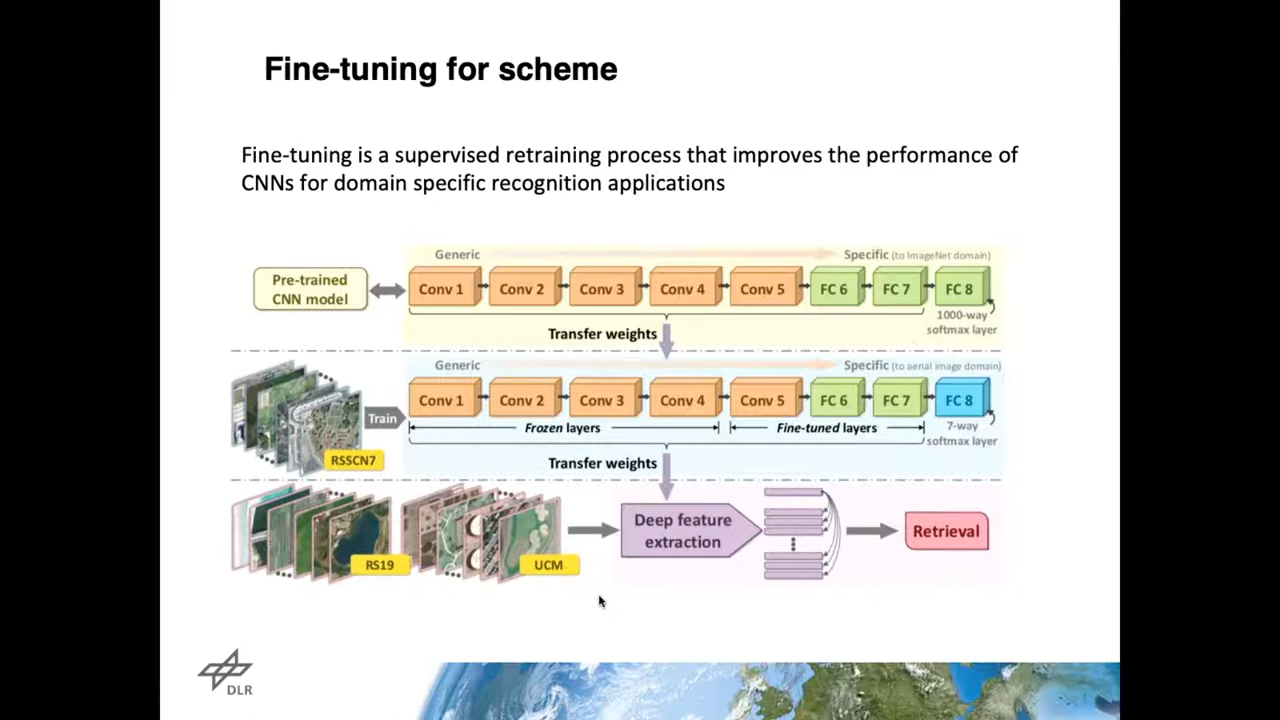 Fine-tuning for scheme
Fine-tuning is a supervised retraining process that improves the performance of
CNNs for domain specific recognition applications
Generic
Specific (to ImageNet domain)
Pre-trained
CNN model
Conv 1
Conv 2
Conv 3
Conv 4
Conv 5
FC 6
FC 7
FC 8
1000-way
softmax layer
Transfer weights
Generic
Specific (to aerial image domain)
Train
Conv 1
Conv 2
Conv 3
Conv 4
Conv 5
FC 6
FC 7
FC 8
Frozen layers
Fine-tuned layers
7-way
softmax layer
RSSCN7
Transfer weights
Deep feature
extraction
Retrieval
RS19
UCM
DLR